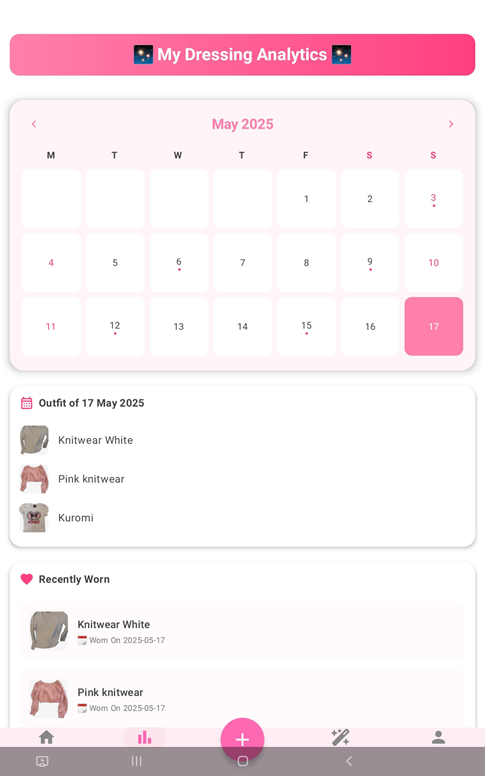 🎇 My Dressing Analytics 🎇
May 2025
M T W T F S S
1 2 3
4 5 6 7 8 9 10
11 12 13 14 15 16 17
Outfit of 17 May 2025
Knitwear White
Pink knitwear
Kuromi
Recently Worn
Knitwear White
Worn On 2025-05-17
Pink knitwear
Worn On 2025-05-17
+